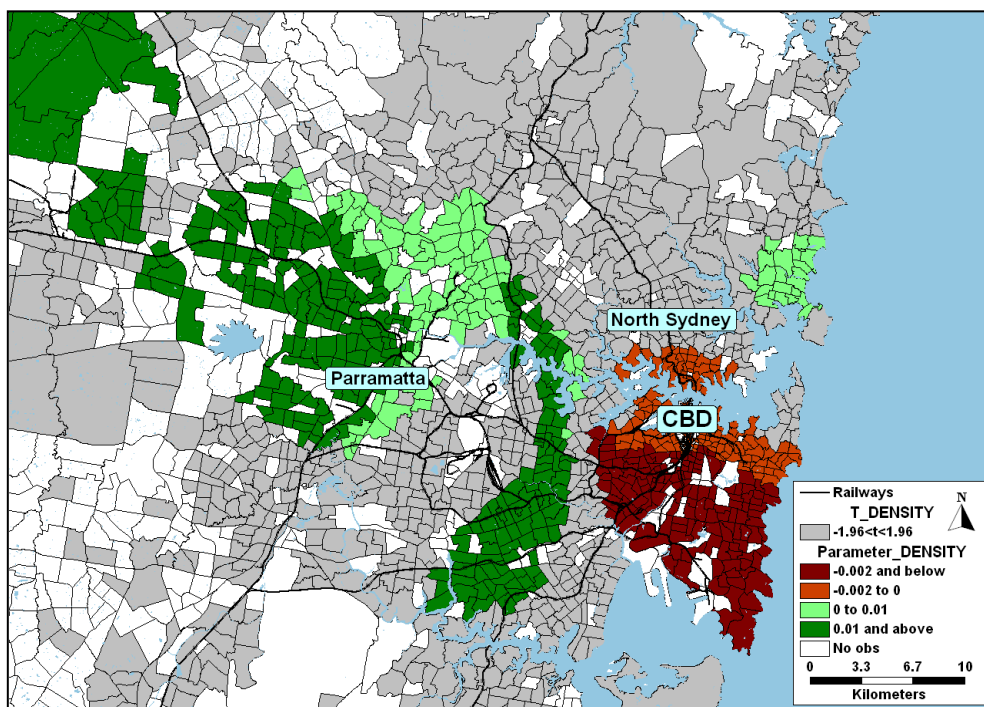 North Sydney
Parramatta
CBD
Railways
N
T_DENSITY
-1.96<t<1.96
Parameter_DENSITY
-0.002 and below
-0.002 to 0
0 to 0.01
0.01 and above
No obs
0 3.3 6.7 10
Kilometers